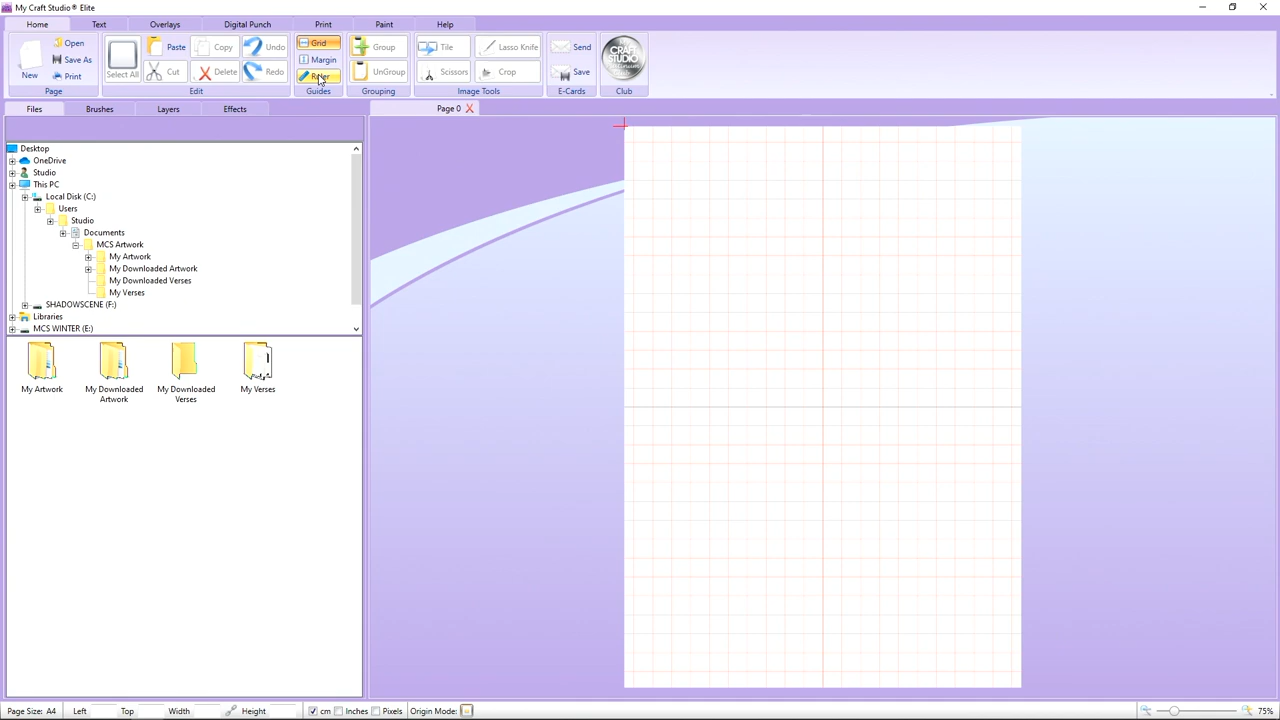 My Craft Studio® Elite
Home Text Overlays Digital Punch Print Paint Help
New Open Save As Print
Page
Select All Paste Copy Undo Cut Delete Redo
Edit
Grid Margin Ruler
Guides
Group UnGroup
Grouping
Tile Lasso Knife Scissors Crop
Image Tools
Send Save
E-Cards
MY CRAFT STUDIO
Club
Files Brushes Layers Effects
Page 0
Desktop
OneDrive
Studio
This PC
Local Disk (C:)
Users
Studio
Documents
MCS Artwork
My Artwork
My Downloaded Artwork
My Downloaded Verses
My Verses
SHADOWSCENE (F:)
Libraries
MCS WINTER (E:)
My Artwork
My Downloaded
Artwork
My Downloaded
Verses
My Verses
Page Size: A4 Left Top Width Height cm Inches Pixels Origin Mode: 75%